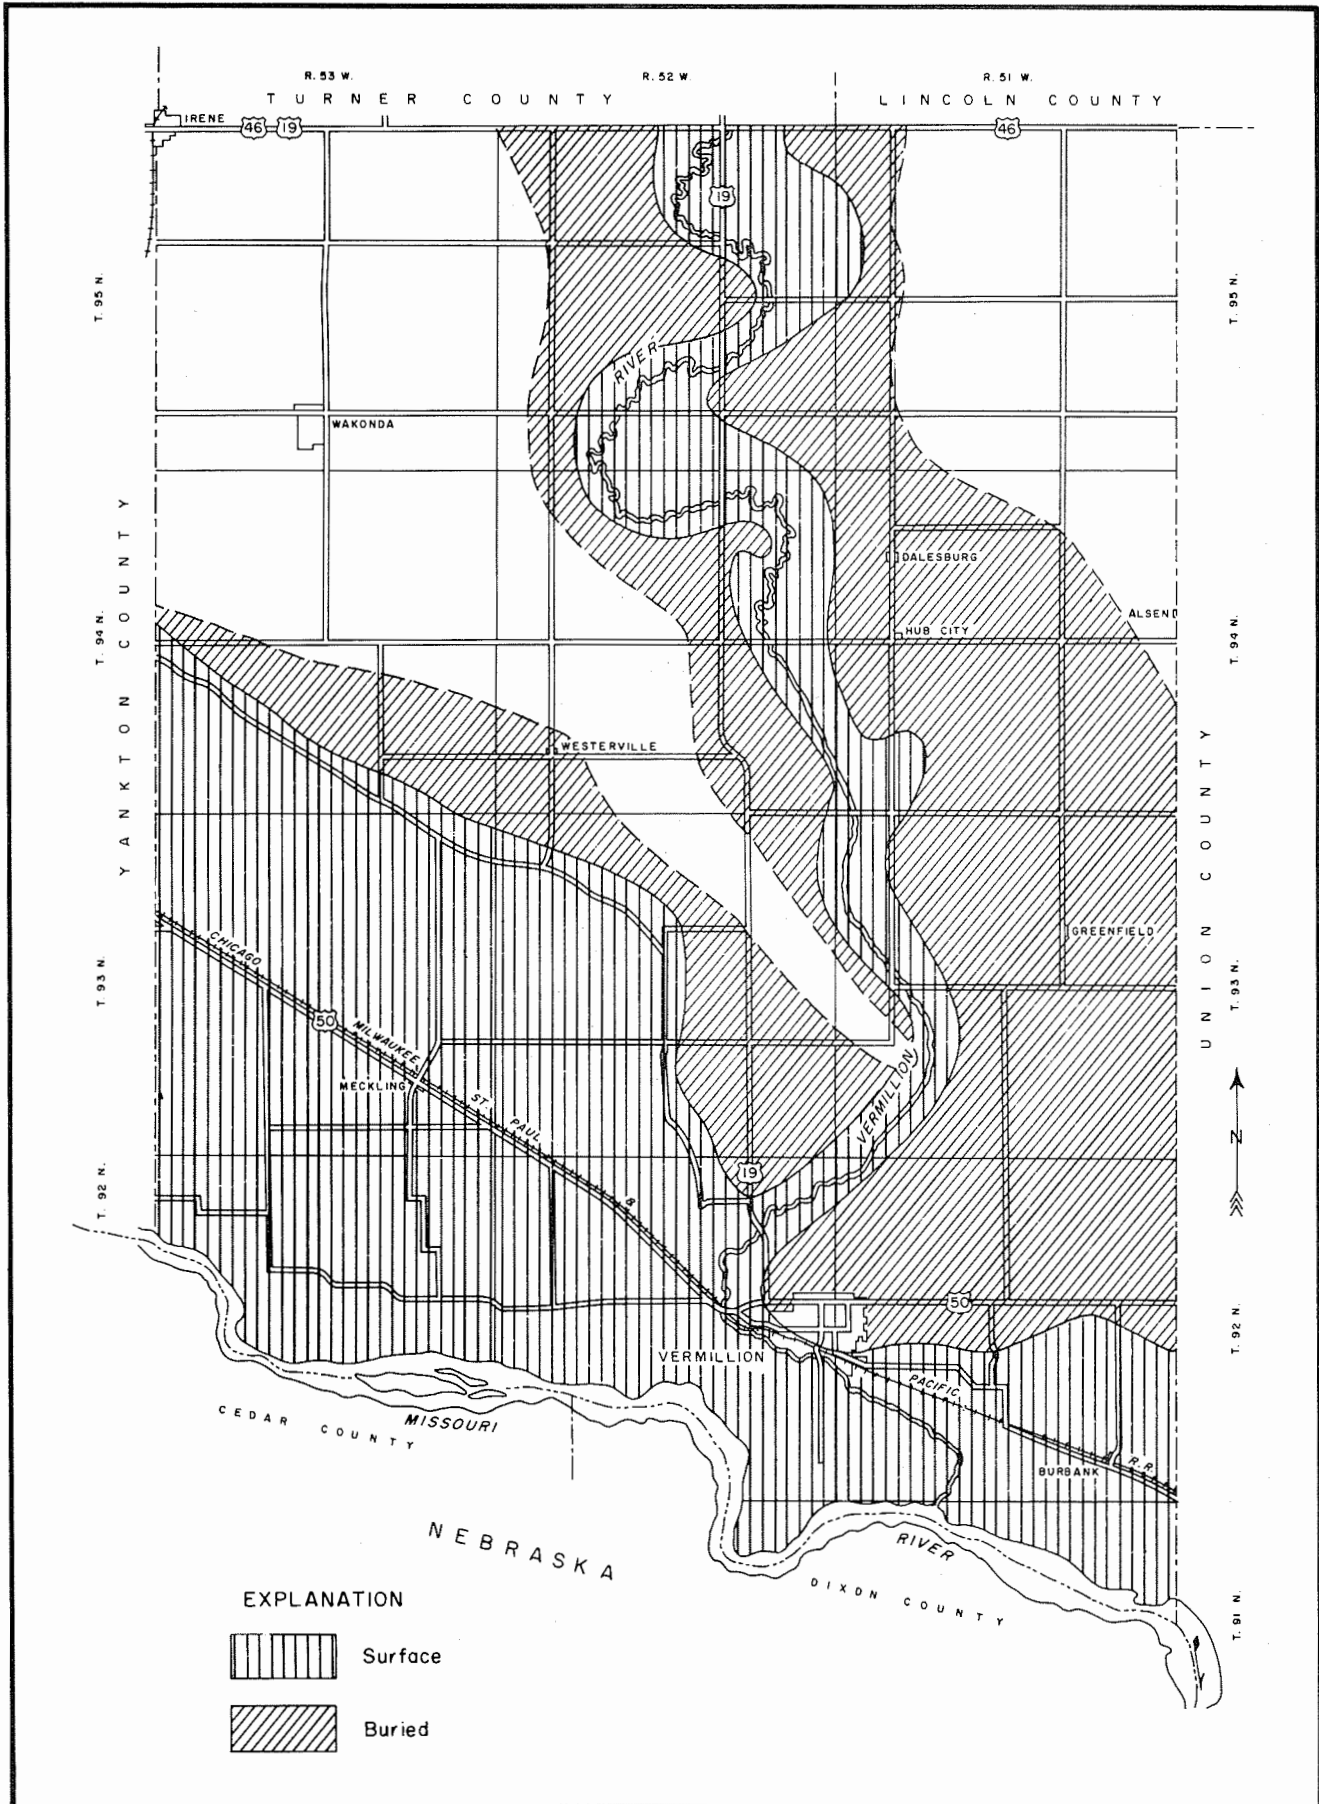 R. 53 W.
R. 52 W.
R. 51 W.
TURNER COUNTY
LINCOLN COUNTY
IRENE
46
19
46
19
T. 95 N.
T. 95 N.
RIVER
WAKONDA
YANKTON COUNTY
DALESBURG
ALSEN
HUB CITY
T. 94 N.
T. 94 N.
WESTERVILLE
UNION COUNTY
GREENFIELD
CHICAGO
T. 93 N.
T. 93 N.
50
MILWAUKEE
MECKLING
ST.
PAUL
VERMILLION
N
19
T. 92 N.
8
50
T. 92 N.
VERMILLION
PACIFIC
R.R.
CEDAR COUNTY
MISSOURI
BURBANK
NEBRASKA
RIVER
DIXON COUNTY
T. 91 N.
EXPLANATION
Surface
Buried